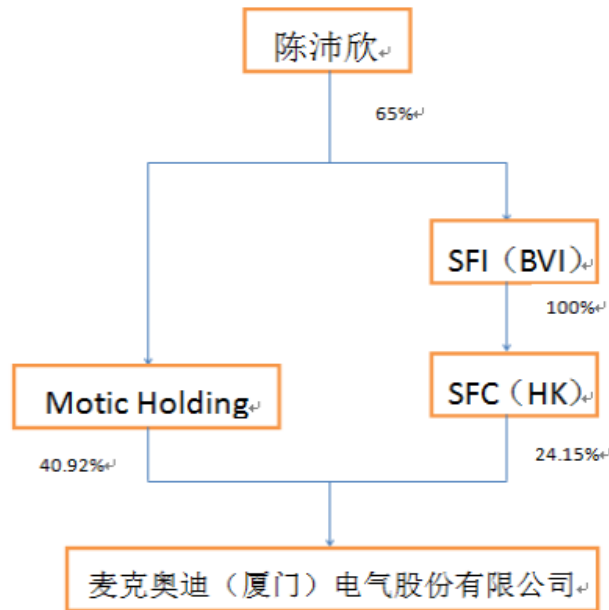 陈沛欣
65%
SFI（BVI）
100%
Motic Holding
SFC（HK）
40.92%
24.15%
麦克奥迪（厦门）电气股份有限公司